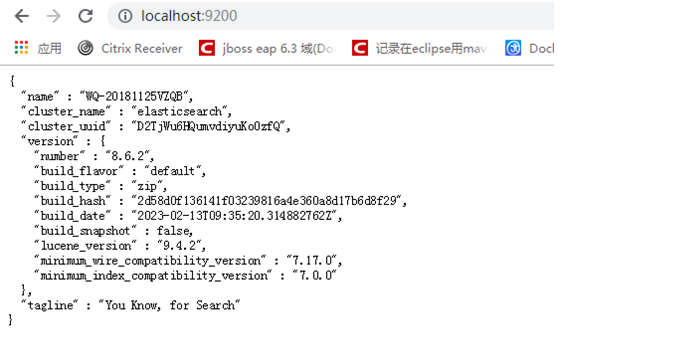 localhost:9200
应用 Citrix Receiver jboss eap 6.3 域(Do 记录在eclipse用mav Dock
{
"name" : "WQ-20181125VZQB",
"cluster_name" : "elasticsearch",
"cluster_uuid" : "D2TjWu6HQumvdiyuKoOzfQ",
"version" : {
"number" : "8.6.2",
"build_flavor" : "default",
"build_type" : "zip",
"build_hash" : "2d58d0f136141f03239816a4e360a8d17b6d8f29",
"build_date" : "2023-02-13T09:35:20.314882762Z",
"build_snapshot" : false,
"lucene_version" : "9.4.2",
"minimum_wire_compatibility_version" : "7.17.0",
"minimum_index_compatibility_version" : "7.0.0"
},
"tagline" : "You Know, for Search"
}